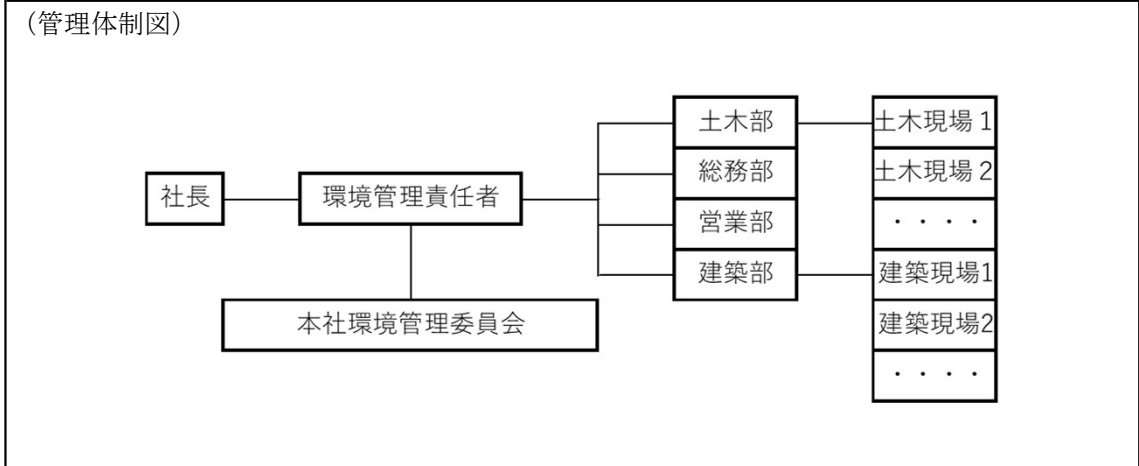 （管理体制図）
社長
環境管理責任者
本社環境管理委員会
土木部
総務部
営業部
建築部
土木現場１
土木現場２
・・・・
建築現場1
建築現場2
・・・・